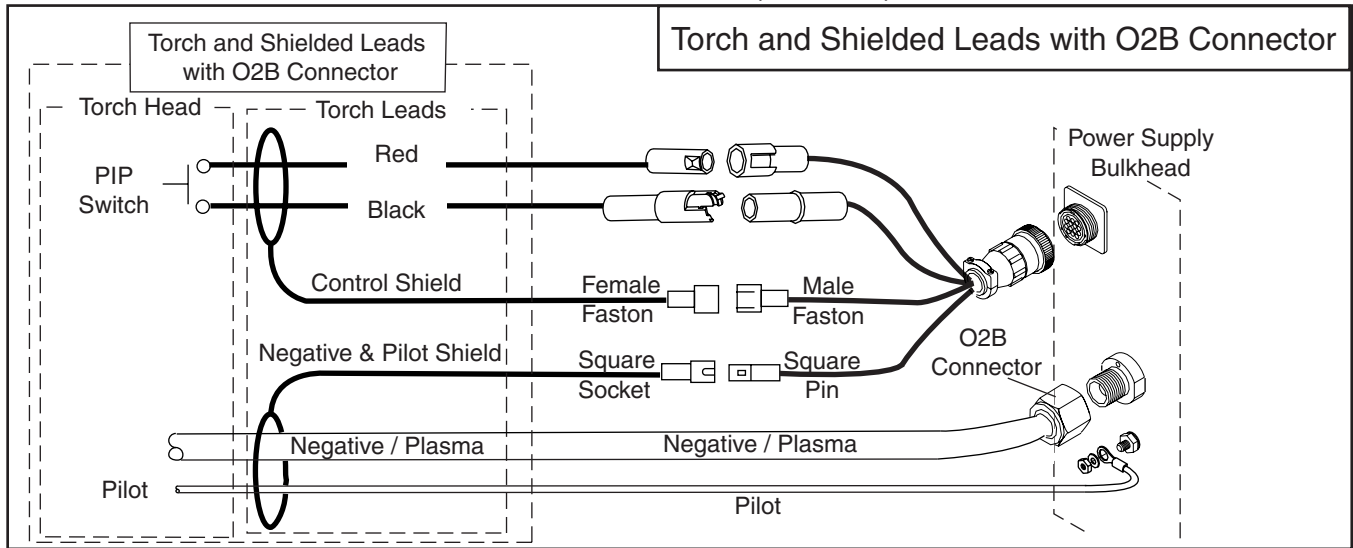 Torch and Shielded Leads with O2B Connector
Torch and Shielded Leads
with O2B Connector
Torch Head
Torch Leads
Power Supply
Bulkhead
PIP
Switch
Red
Black
Control Shield
Female
Faston
Male
Faston
Negative & Pilot Shield
Square
Socket
Square
Pin
O2B
Connector
Negative / Plasma
Negative / Plasma
Pilot
Pilot